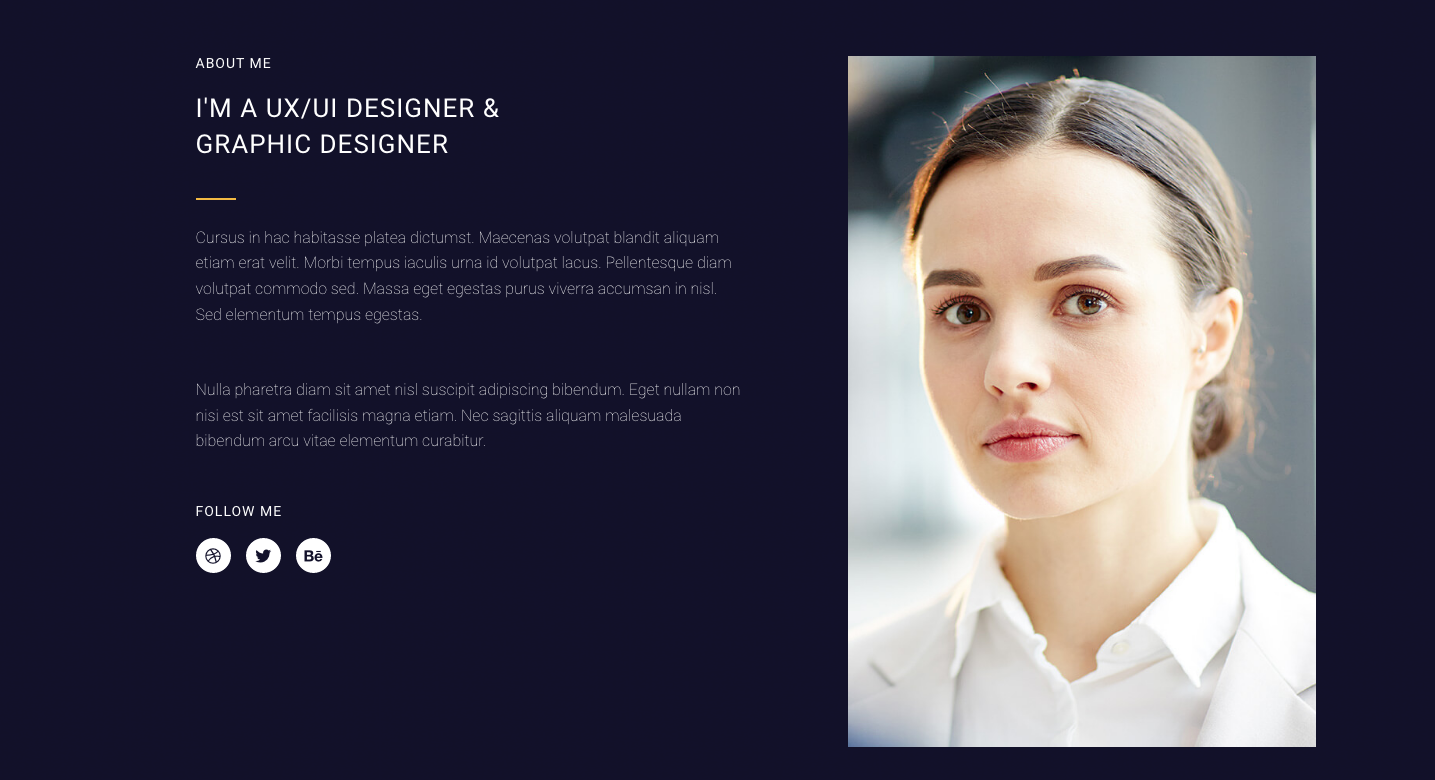 ABOUT ME
I'M A UX/UI DESIGNER &
GRAPHIC DESIGNER
Cursus in hac habitasse platea dictumst. Maecenas volutpat blandit aliquam
etiam erat velit. Morbi tempus iaculis urna id volutpat lacus. Pellentesque diam
volutpat commodo sed. Massa eget egestas purus viverra accumsan in nisl.
Sed elementum tempus egestas.
Nulla pharetra diam sit amet nisl suscipit adipiscing bibendum. Eget nullam non
nisi est sit amet facilisis magna etiam. Nec sagittis aliquam malesuada
bibendum arcu vitae elementum curabitur.
FOLLOW ME
Bē